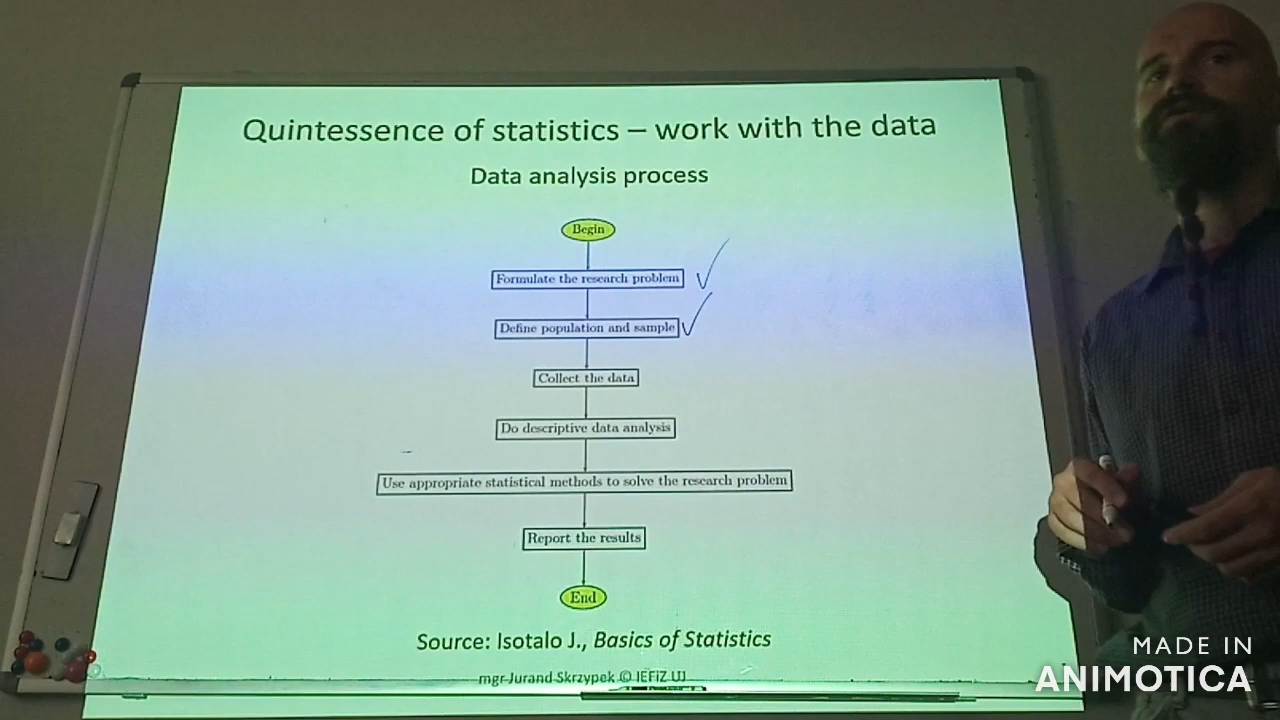 Quintessence of statistics – work with the data
Data analysis process
Begin
Formulate the research problem
Define population and sample
Collect the data
Do descriptive data analysis
Use appropriate statistical methods to solve the research problem
Report the results
End
Source: Isotalo J., Basics of Statistics
mgr Jurand Skrzypek © IEFiZ UJ
MADE IN
ANIMOTICA